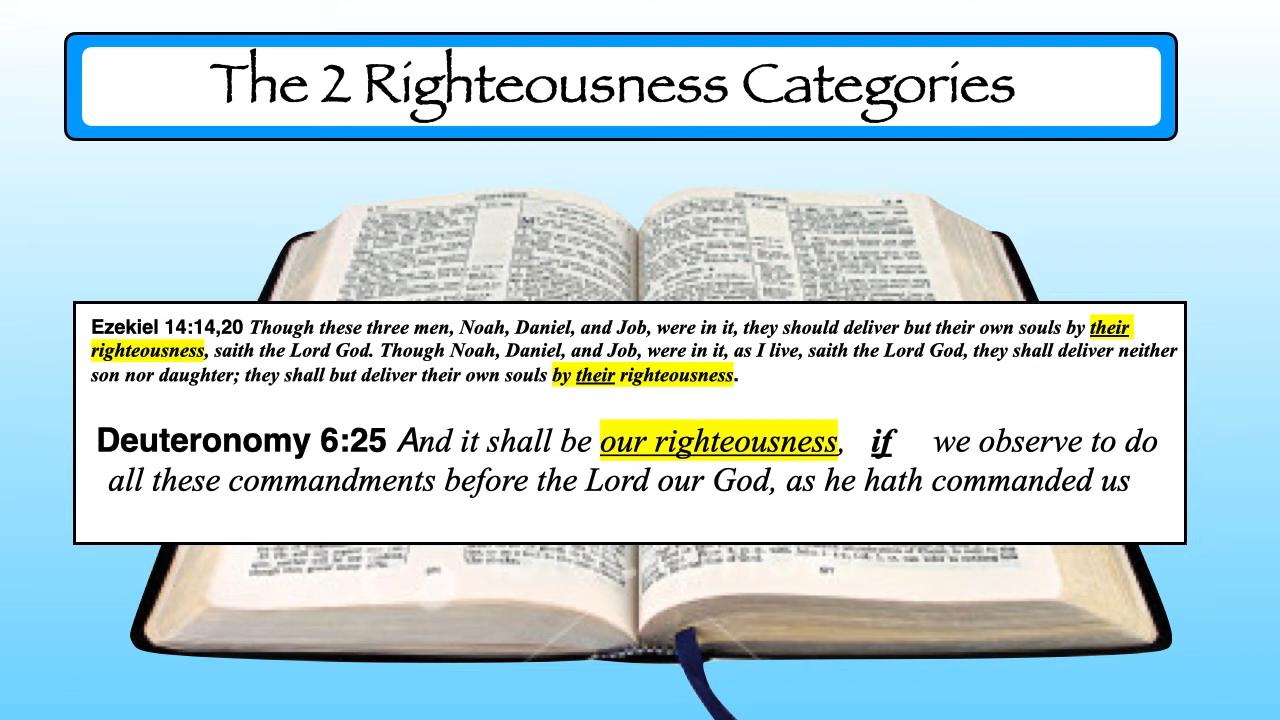 The 2 Righteousness Categories
Ezekiel 14:14,20 Though these three men, Noah, Daniel, and Job, were in it, they should deliver but their own souls by their
righteousness, saith the Lord God. Though Noah, Daniel, and Job, were in it, as I live, saith the Lord God, they shall deliver neither
son nor daughter; they shall but deliver their own souls by their righteousness.
Deuteronomy 6:25 And it shall be our righteousness, if we observe to do
all these commandments before the Lord our God, as he hath commanded us